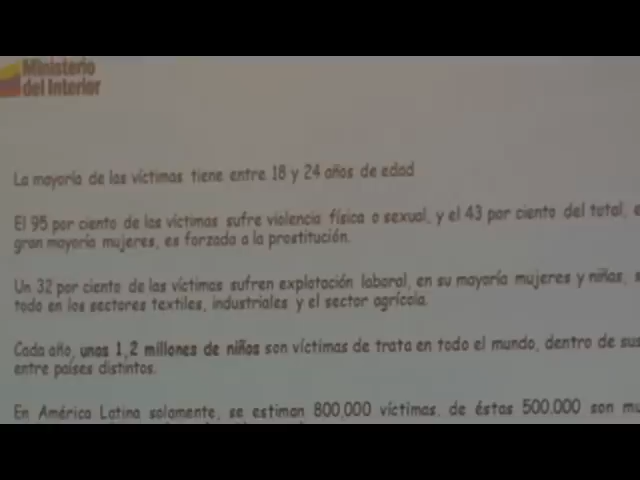 Ministerio
del Interior
La mayoría de las víctimas tiene entre 18 y 24 años de edad
El 95 por ciento de las víctimas sufre violencia física o sexual, y el 43 por ciento del total, e
gran mayoría mujeres, es forzada a la prostitución.
Un 32 por ciento de las víctimas sufren explotación laboral, en su mayoría mujeres y niñas, s
todo en los sectores textiles, industriales y el sector agrícola.
Cada año, unos 1,2 millones de niños son víctimas de trata en todo el mundo, dentro de sus
entre países distintos.
En América Latina solamente, se estiman 800,000 víctimas, de éstas 500.000 son mu